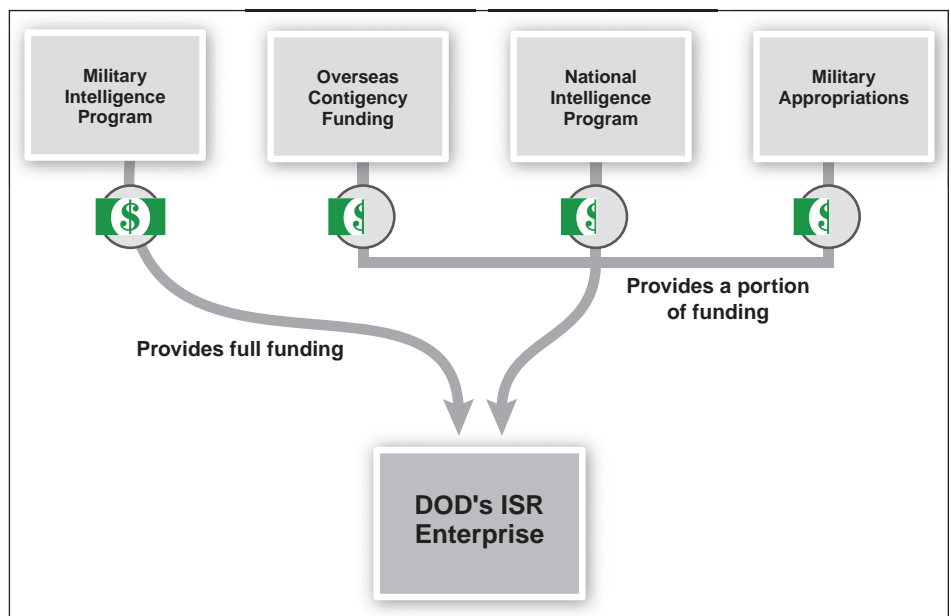 Military
Intelligence
Program
Overseas
Contigency
Funding
National
Intelligence
Program
Military
Appropriations
$
$
$
$
Provides a portion
of funding
Provides full funding
DOD's ISR
Enterprise